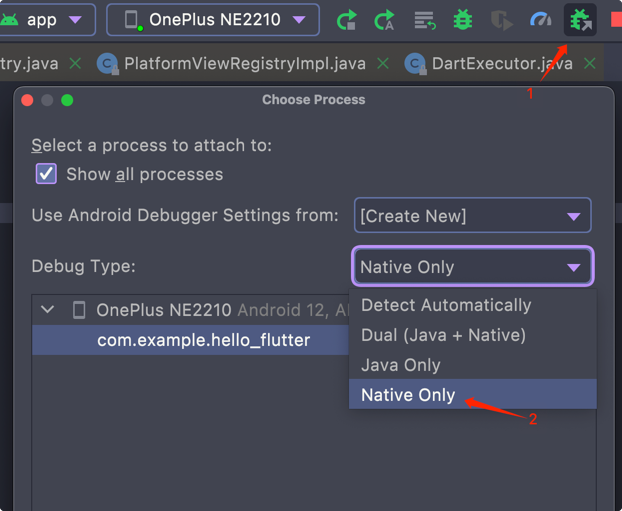 app OnePlus NE2210
try.java PlatformViewRegistryImpl.java DartExecutor.java
1
Choose Process
Select a process to attach to:
Show all processes
Use Android Debugger Settings from: [Create New]
Debug Type: Native Only
OnePlus NE2210 Android 12, A
com.example.hello_flutter
Detect Automatically
Dual (Java + Native)
Java Only
Native Only
2